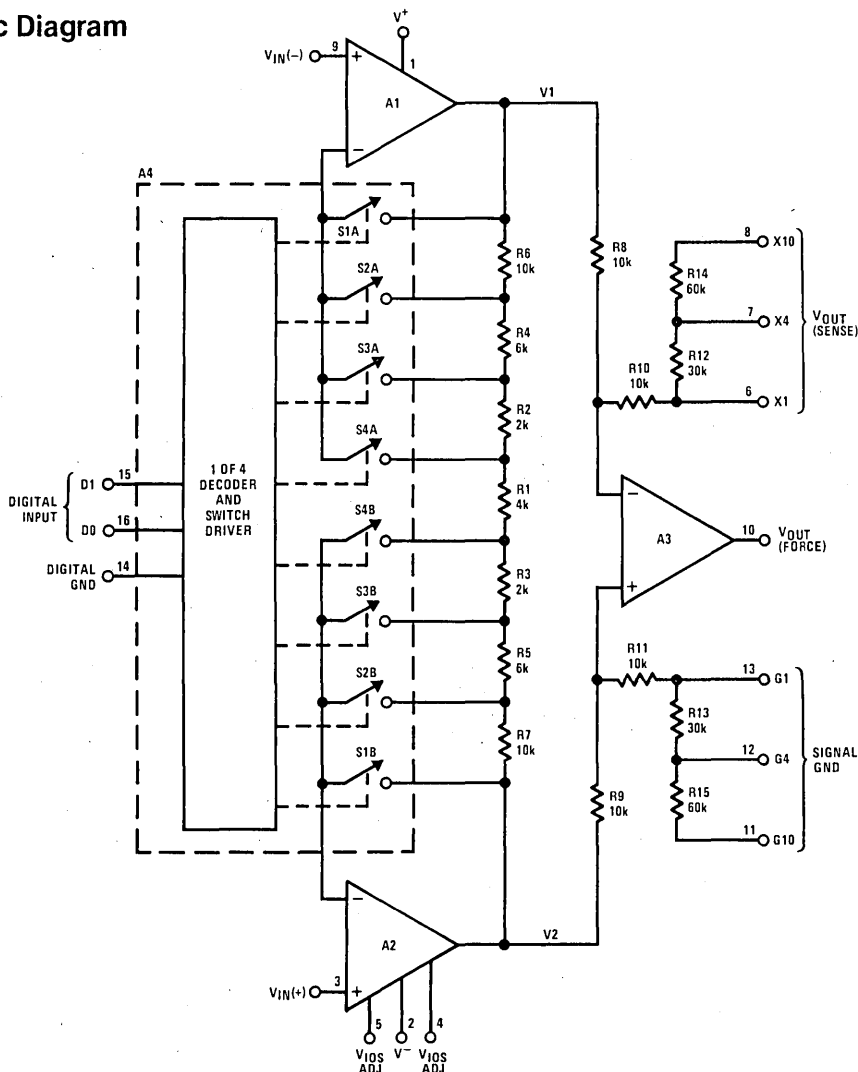 c Diagram
V+
VIN(-) 9
+
1
A1
V1
−
A4
S1A
R6
10k
R8
10k
8 X10
S2A
R14
60k
R4
6k
7 X4
VOUT
(SENSE)
S3A
R12
30k
R10
10k
R2
2k
6 X1
S4A
1 OF 4
DECODER
AND
SWITCH
DRIVER
R1
4k
DIGITAL
INPUT
D1 15
D0 16
−
S4B
A3
10 VOUT
(FORCE)
DIGITAL
GND
14
R3
2k
+
S3B
R11
10k
13 G1
R5
6k
R13
30k
S2B
12 G4
SIGNAL
GND
R7
10k
S1B
R9
10k
R15
60k
11 G10
−
A2
V2
VIN(+) 3
+
5 2 4
VIOS
ADJ
V−
VIOS
ADJ